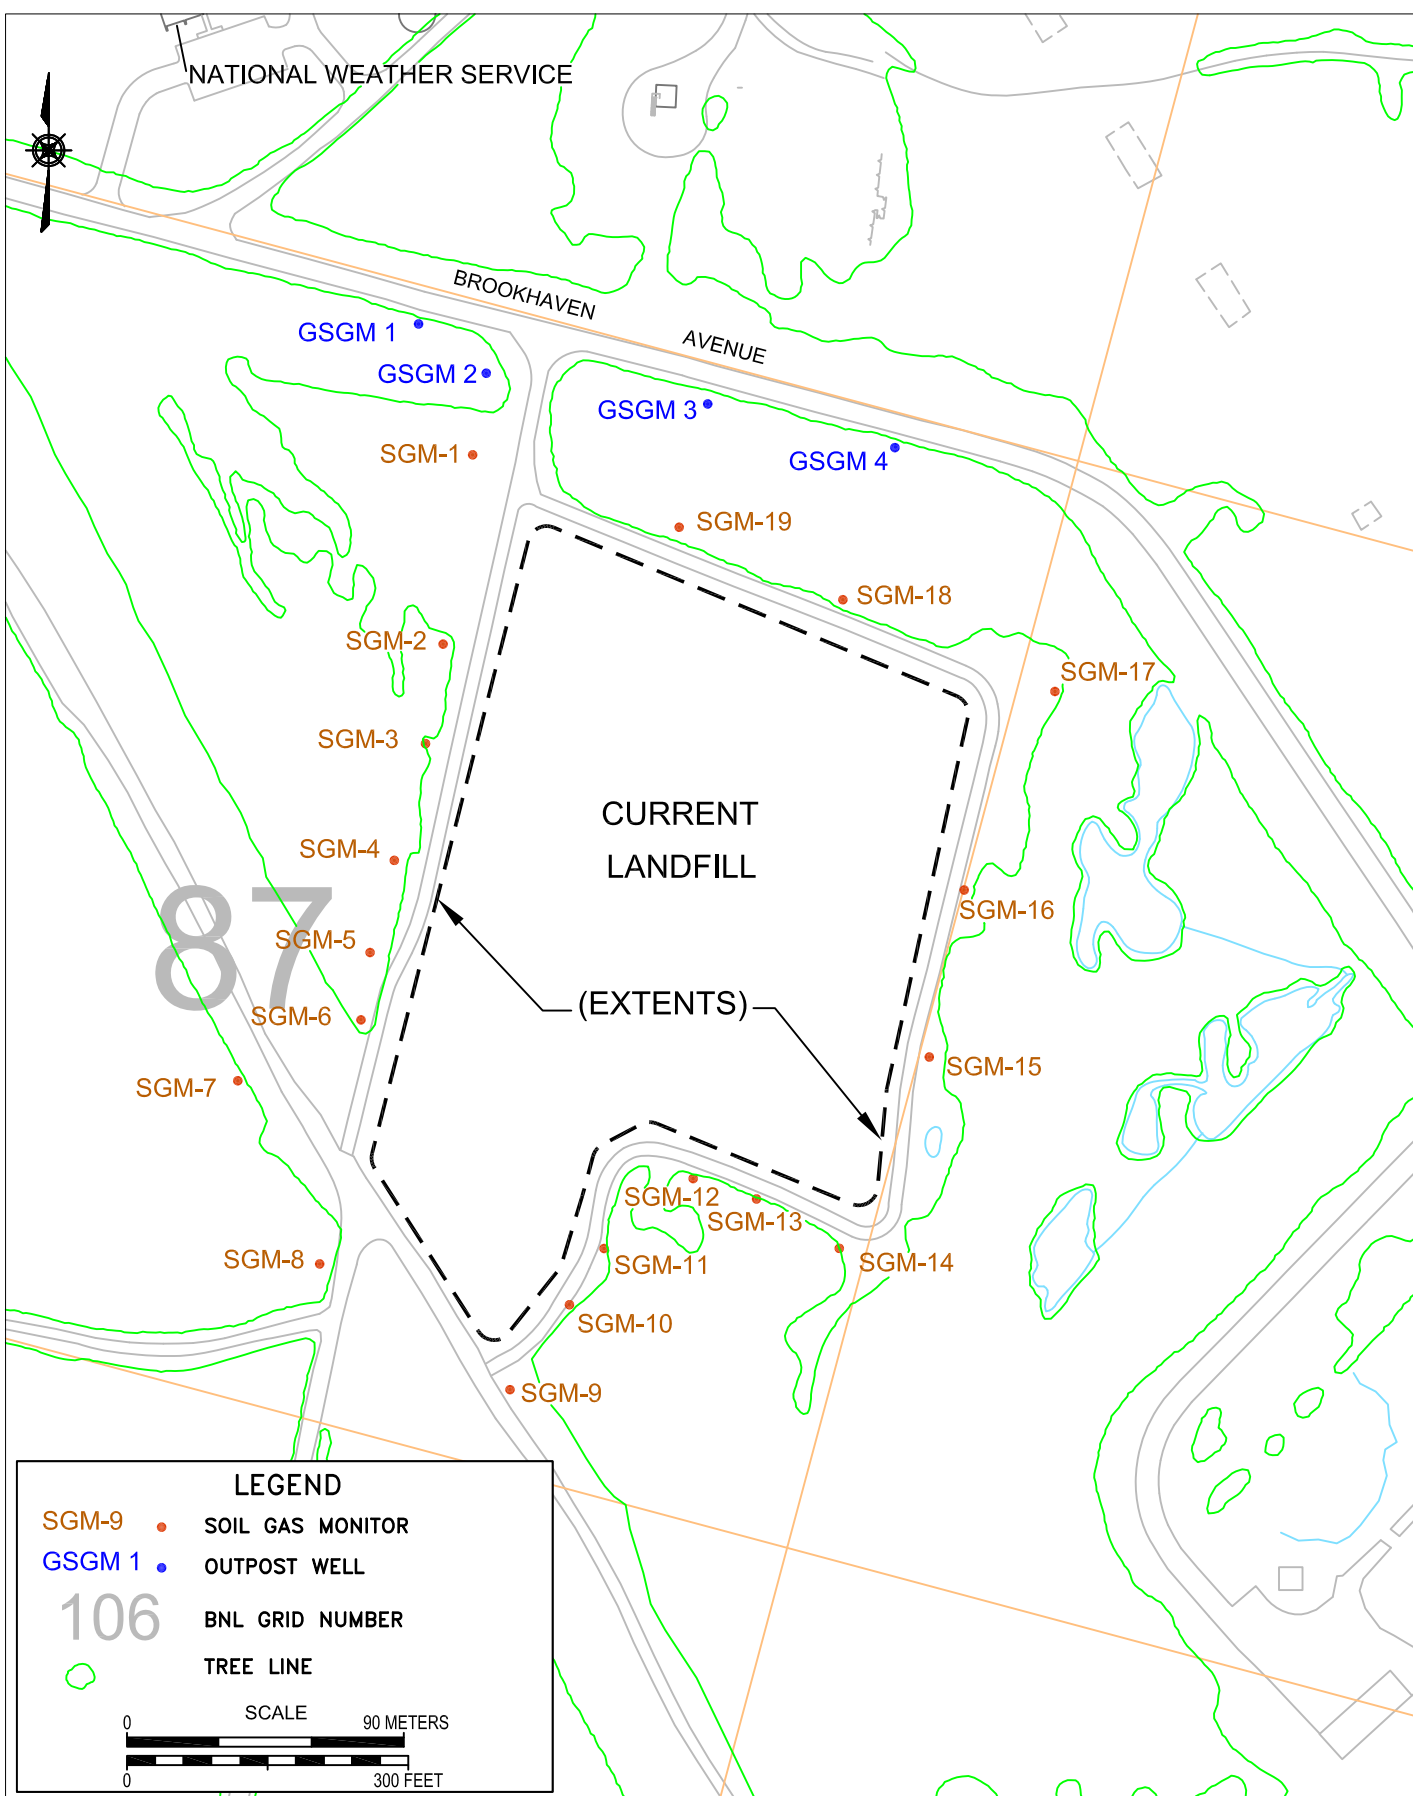 NATIONAL WEATHER SERVICE
BROOKHAVEN
AVENUE
GSGM 1
GSGM 2
GSGM 3
GSGM 4
SGM-1
SGM-19
SGM-18
SGM-2
SGM-17
SGM-3
CURRENT
LANDFILL
SGM-4
87
SGM-16
SGM-5
(EXTENTS)
SGM-6
SGM-15
SGM-7
SGM-12
SGM-13
SGM-8
SGM-11
SGM-14
SGM-10
SGM-9
LEGEND
SGM-9 SOIL GAS MONITOR
GSGM 1 OUTPOST WELL
106 BNL GRID NUMBER
TREE LINE
SCALE
0 90 METERS
0 300 FEET